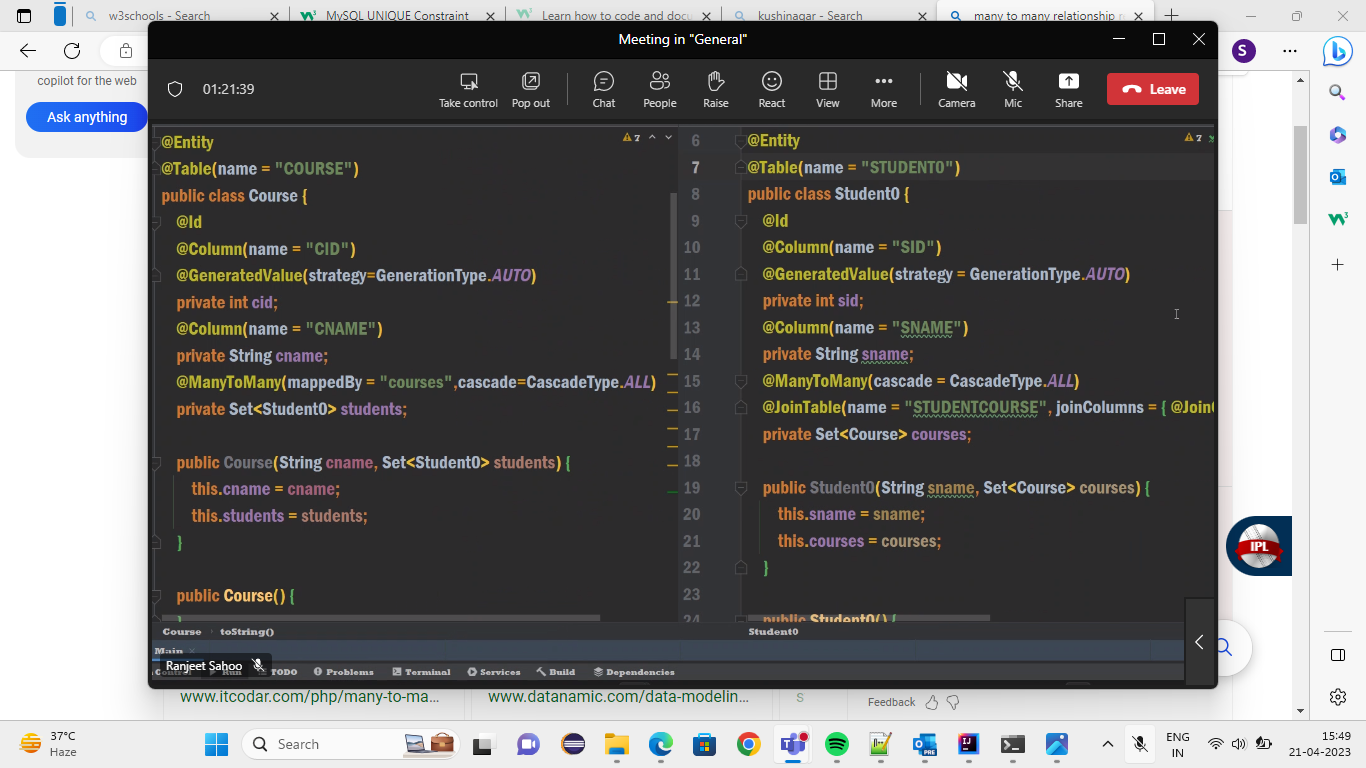 w3schools - Search
MySQL UNIQUE Constraint
Learn how to code and docu
kushinagar - Search
many to many relationship r
Meeting in "General"
S
copilot for the web
Ask anything
01:21:39
Take control
Pop out
Chat
People
Raise
React
View
More
Camera
Mic
Share
Leave
@Entity
@Table(name = "COURSE")
public class Course {
@Id
@Column(name = "CID")
@GeneratedValue(strategy=GenerationType.AUTO)
private int cid;
@Column(name = "CNAME")
private String cname;
@ManyToMany(mappedBy = "courses",cascade=CascadeType.ALL)
private Set<Student0> students;
public Course(String cname, Set<Student0> students) {
this.cname = cname;
this.students = students;
}
public Course() {
7
6 @Entity
7 @Table(name = "STUDENT0")
8 public class Student0 {
9 @Id
10 @Column(name = "SID")
11 @GeneratedValue(strategy = GenerationType.AUTO)
12 private int sid;
13 @Column(name = "SNAME")
14 private String sname;
15 @ManyToMany(cascade = CascadeType.ALL)
16 @JoinTable(name = "STUDENTCOURSE", joinColumns = { @Join
17 private Set<Course> courses;
18
19 public Student0(String sname, Set<Course> courses) {
20 this.sname = sname;
21 this.courses = courses;
22 }
23
24 public Student0() {
7
Course toString()
Student0
Main
Ranjeet Sahoo
Run
TODO
Problems
Terminal
Services
Build
Dependencies
IPL
www.itcodar.com/php/many-to-ma...
www.datanamic.com/data-modelin...
s
Feedback
37°C
Haze
Search
ENG
IN
15:49
21-04-2023